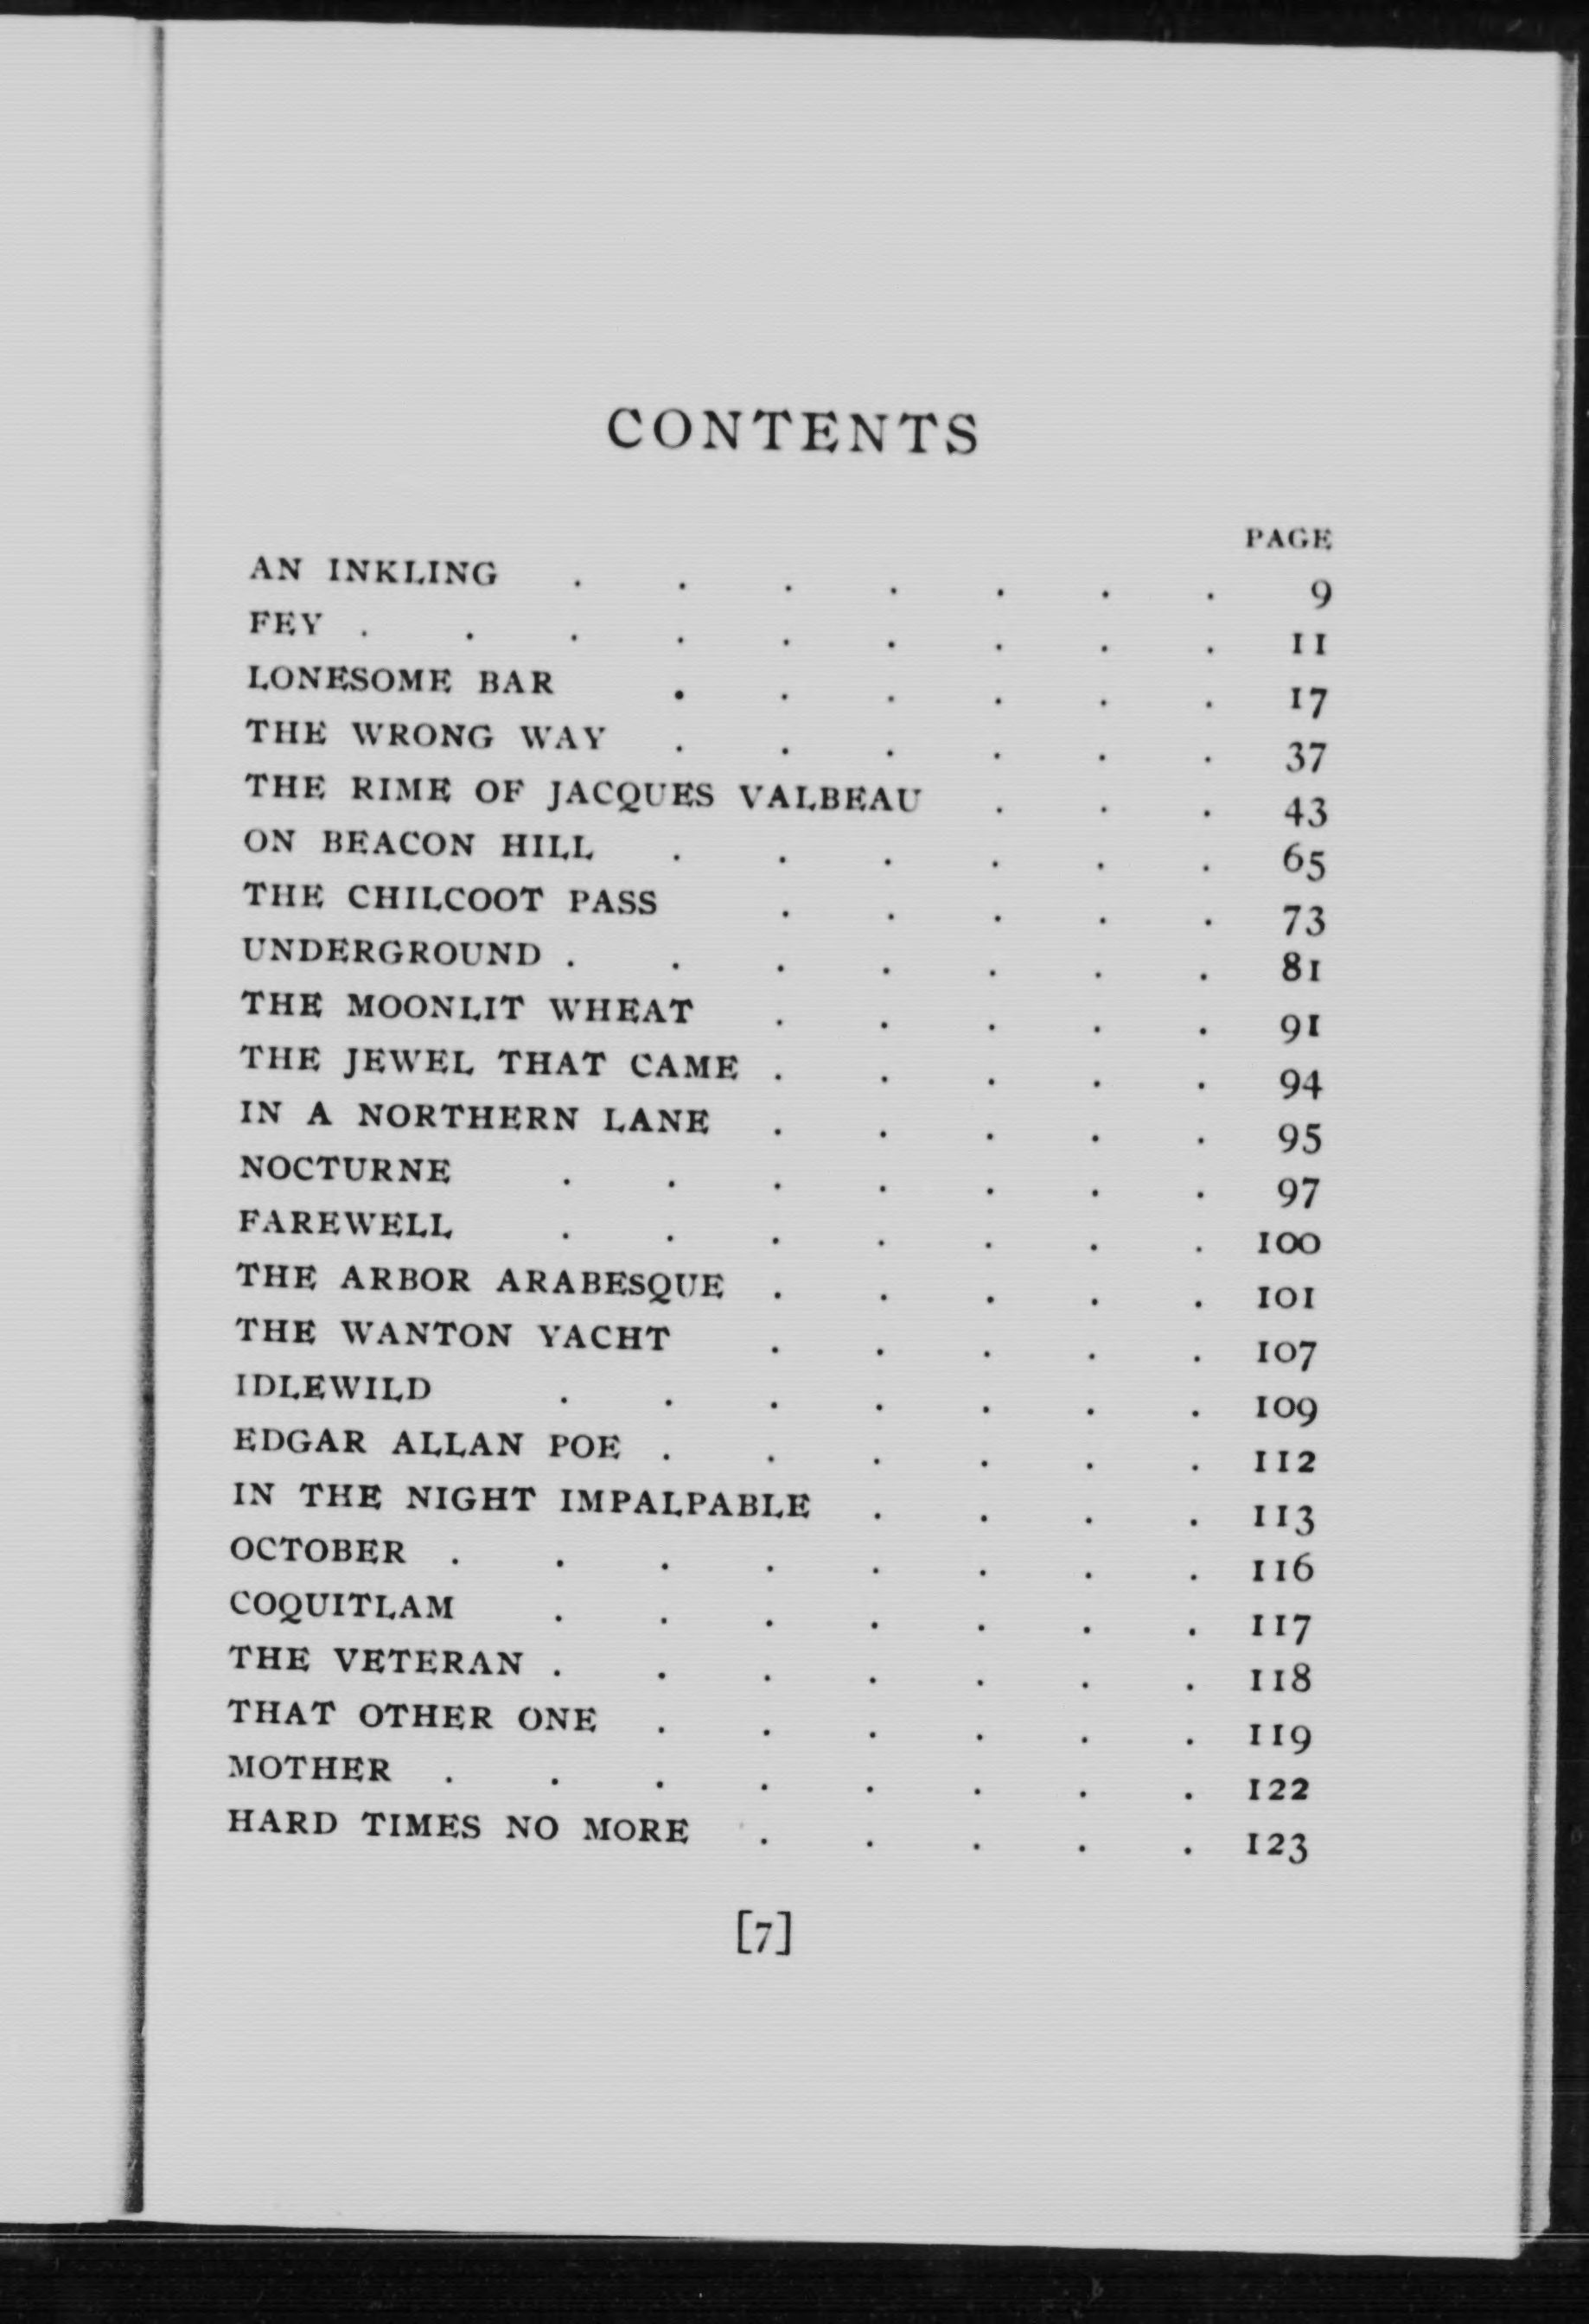 CONTENTS
PAGE
AN INKLING . . . . . . . 9
FEY . . . . . . . . . 11
LONESOME BAR . . . . . . 17
THE WRONG WAY . . . . . . 37
THE RIME OF JACQUES VALBEAU . . . 43
ON BEACON HILL . . . . . . 65
THE CHILCOOT PASS . . . . . 73
UNDERGROUND . . . . . . . 81
THE MOONLIT WHEAT . . . . . 91
THE JEWEL THAT CAME . . . . . 94
IN A NORTHERN LANE . . . . . 95
NOCTURNE . . . . . . . 97
FAREWELL . . . . . . . 100
THE ARBOR ARABESQUE . . . . . 101
THE WANTON YACHT . . . . . 107
IDLEWILD . . . . . . . 109
EDGAR ALLAN POE . . . . . . 112
IN THE NIGHT IMPALPABLE . . . . 113
OCTOBER . . . . . . . . 116
COQUITLAM . . . . . . . 117
THE VETERAN . . . . . . . 118
THAT OTHER ONE . . . . . . 119
MOTHER . . . . . . . . 122
HARD TIMES NO MORE . . . . . 123
[7]